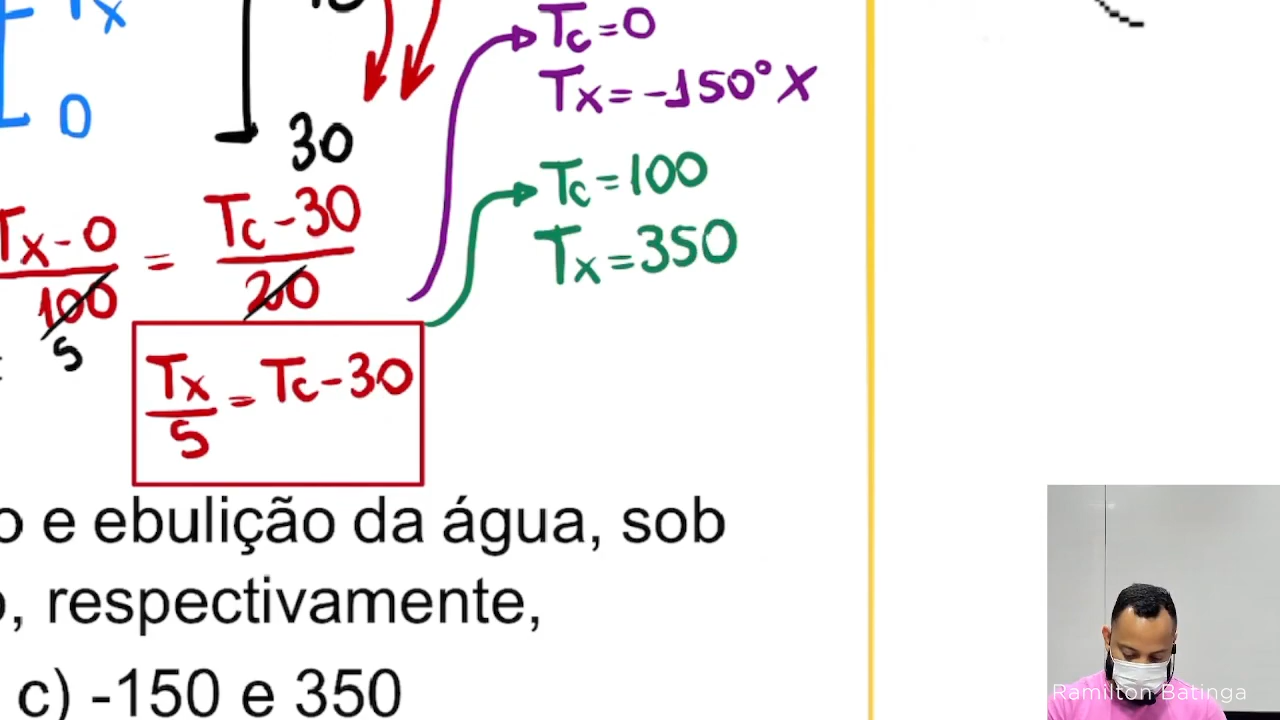 Tx
0
30
Tc=0
Tx=-150° X
Tc=100
Tx=350
Tx-0 = Tc-30
100 20
5
Tx = Tc-30
5
e ebulição da água, sob
respectivamente,
c) -150 e 350
Ramilton Batinga